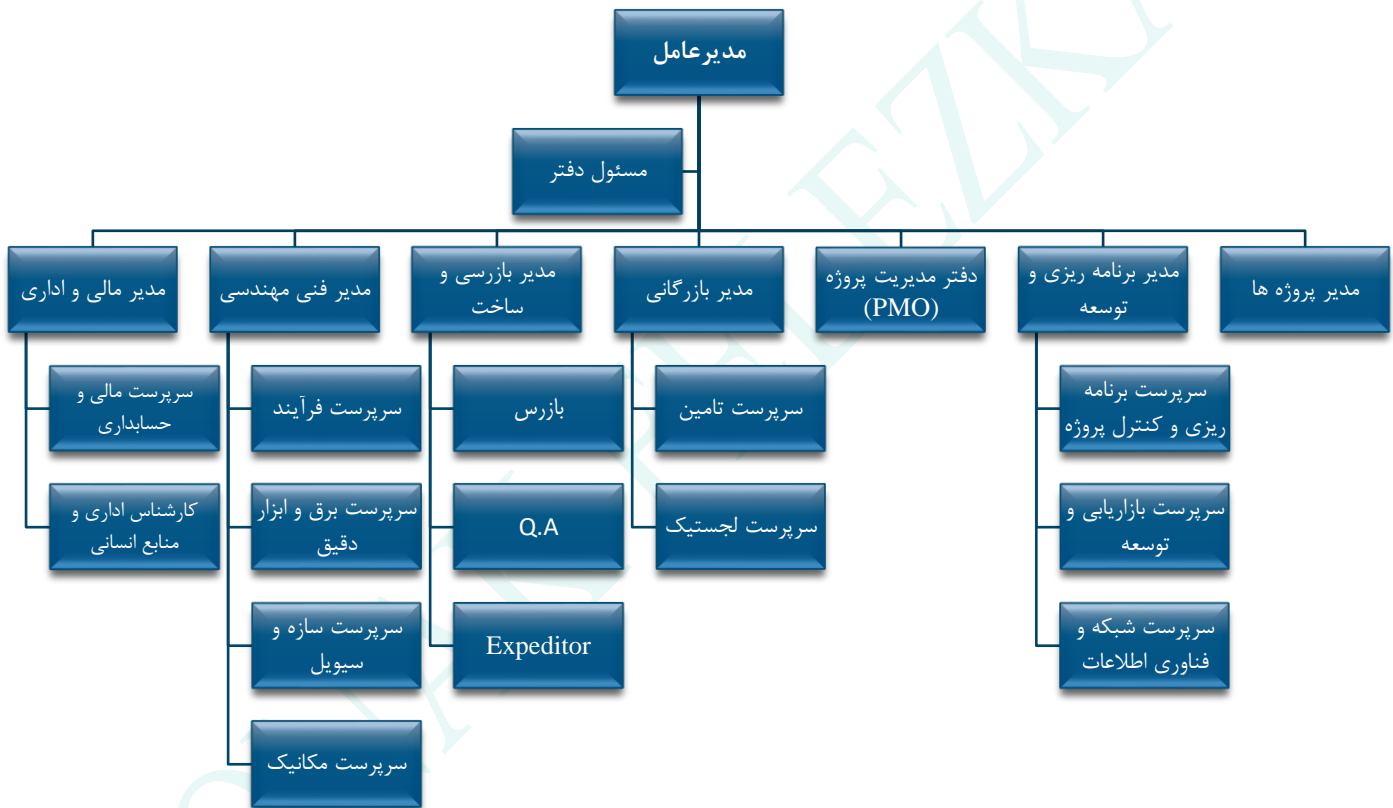 مدیرعامل
مسئول دفتر
مدیر پروژه ها
مدیر برنامه ریزی و
توسعه
دفتر مدیریت پروژه
(PMO)
مدیر بازرگانی
مدیر بازرسی و
ساخت
مدیر فنی مهندسی
مدیر مالی و اداری
سرپرست برنامه
ریزی و کنترل پروژه
سرپرست بازاریابی و
توسعه
سرپرست شبکه و
فناوری اطلاعات
سرپرست تامین
سرپرست لجستیک
بازرس
Q.A
Expeditor
سرپرست فرآیند
سرپرست برق و ابزار
دقیق
سرپرست سازه و
سیویل
سرپرست مکانیک
سرپرست مالی و
حسابداری
کارشناس اداری و
منابع انسانی